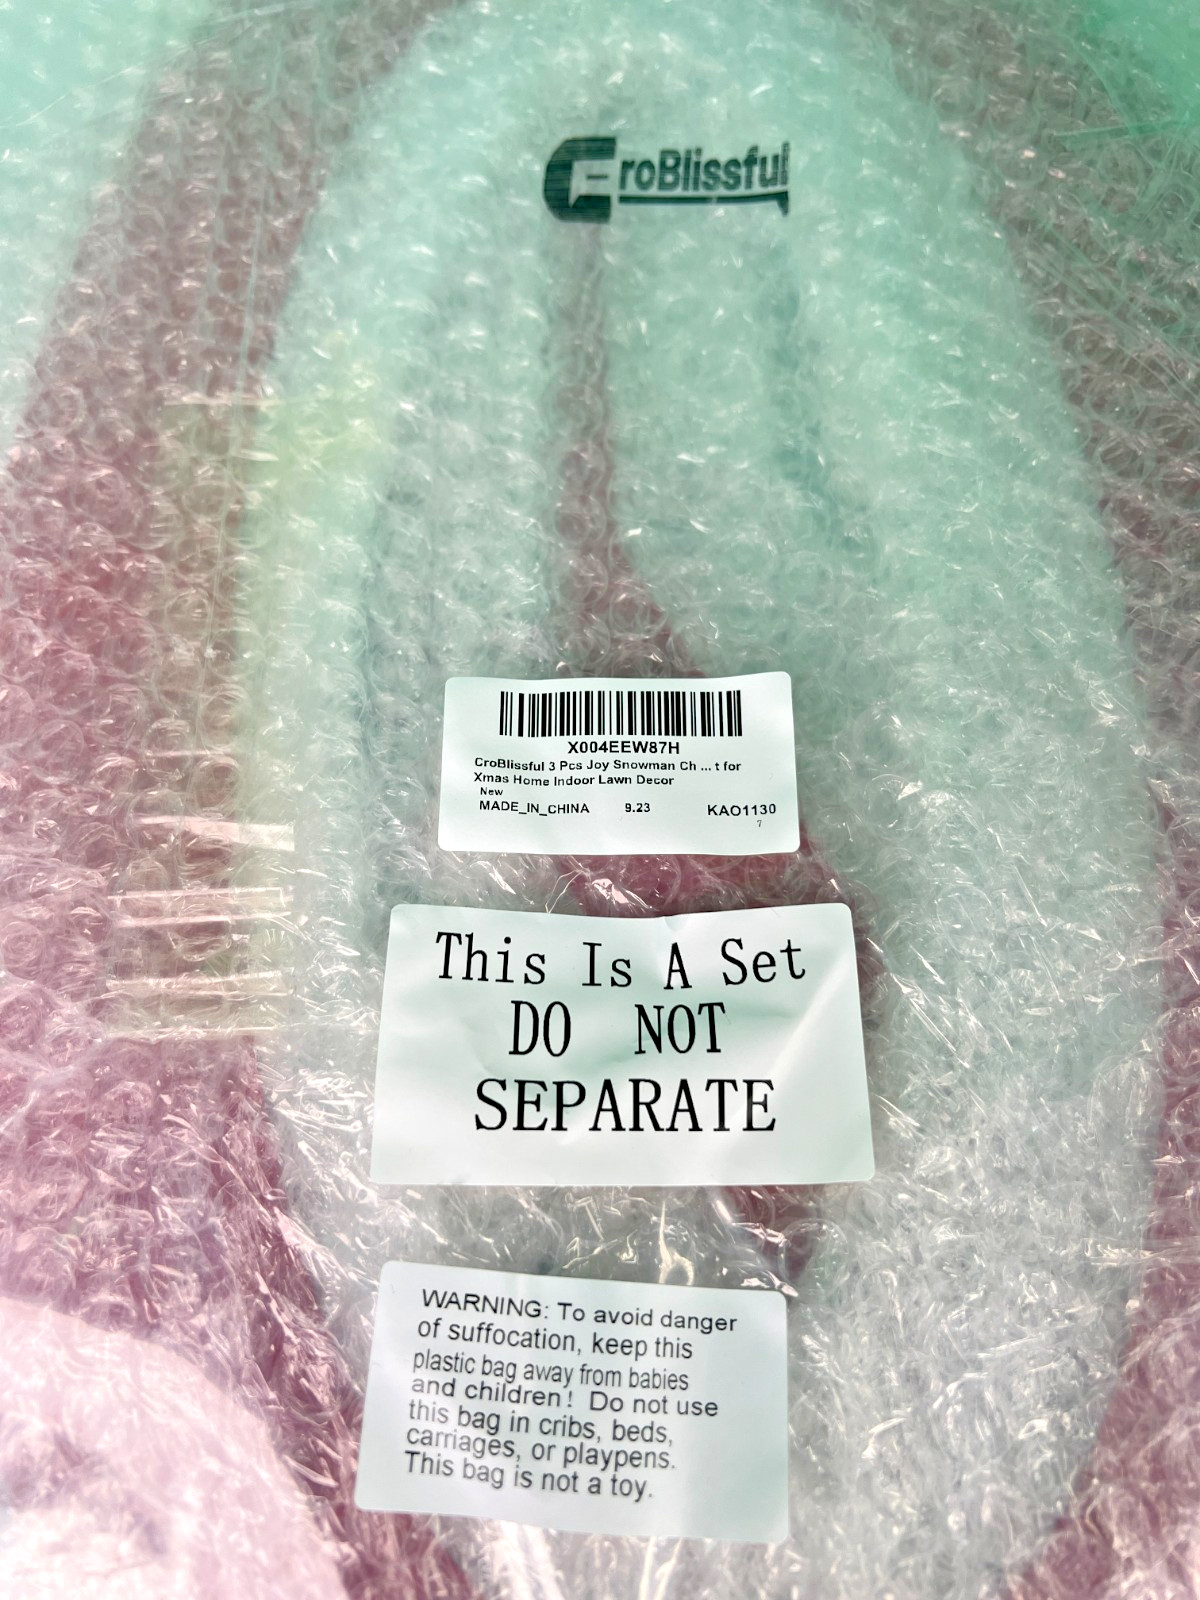 CroBlissful
X004EEW87H
CroBlissful 3 Pcs Joy Snowman Ch ... t for
Xmas Home Indoor Lawn Decor
New
MADE_IN_CHINA 9.23 KAO1130
7
This Is A Set
DO NOT
SEPARATE
WARNING: To avoid danger
of suffocation, keep this
plastic bag away from babies
and children! Do not use
this bag in cribs, beds,
carriages, or playpens.
This bag is not a toy.